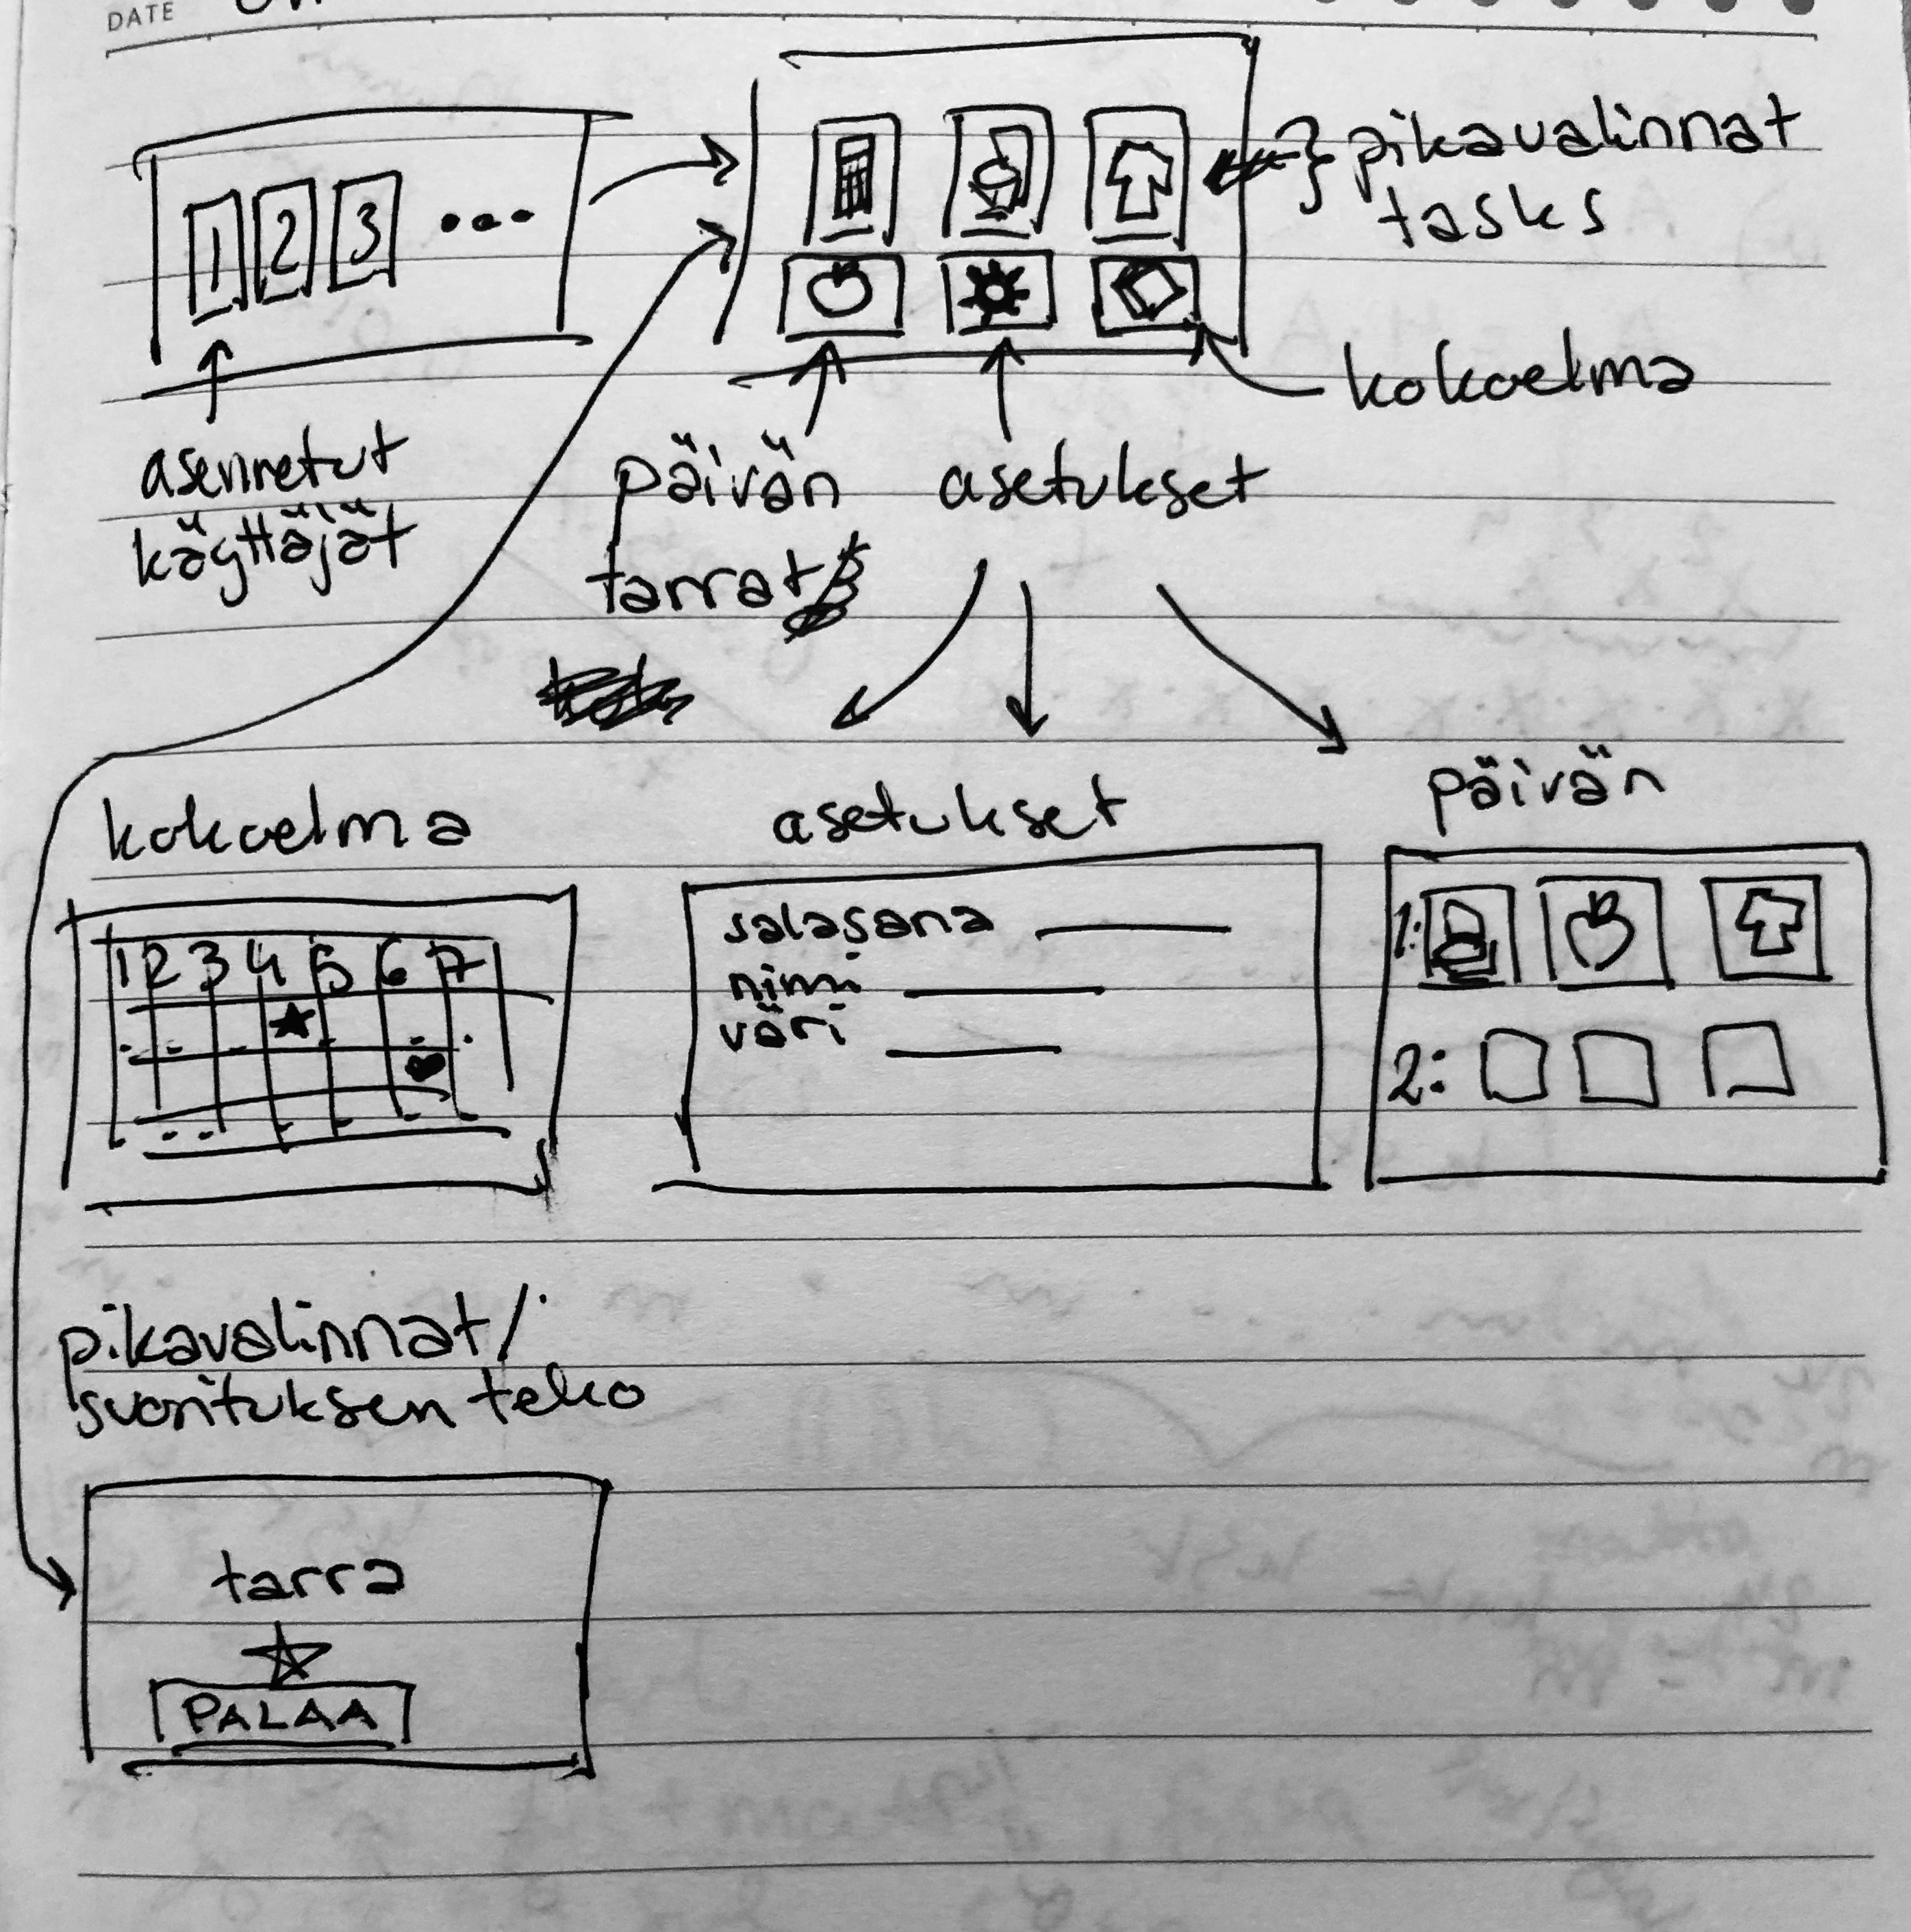 DATE
1 2 3 ...
} pikavalinnat
tasks
kokoelma
asennetut
käyttäjät
päivän
tarrat
asetukset
kokoelma
1 2 3 4 5 6 7
asetukset
salasana
nimi
väri
päivän
1:
2:
pikavalinnat/
suorituksen teko
tarra
PALAA